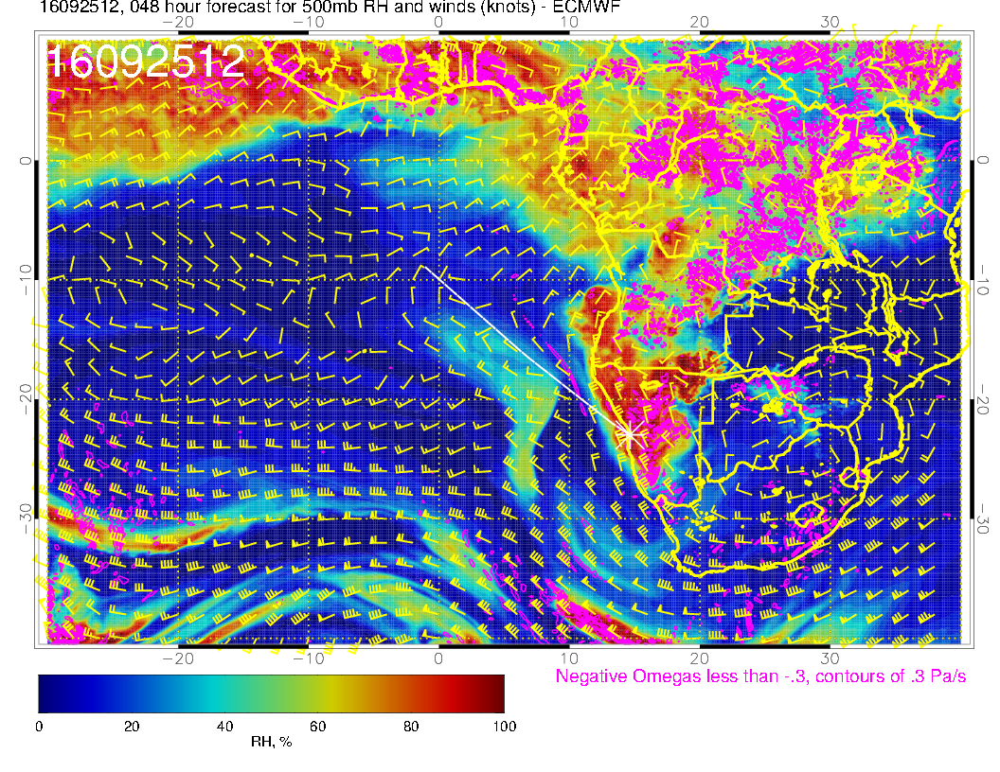 16092512, 048 hour forecast for 500mb RH and winds (knots) - ECMWF
-20 -10 0 10 20 30
16092512
0 0
-10 -10
-20 -20
-30 -30
-20 -10 0 10 20 30
Negative Omegas less than -.3, contours of .3 Pa/s
0 20 40 60 80 100
RH, %